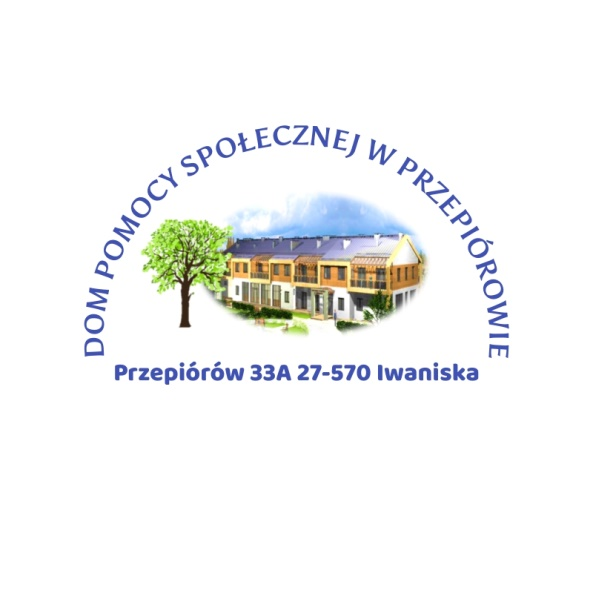 DOM POMOCY SPOŁECZNEJ W PRZEPIÓROWIE
Przepiórów 33A 27-570 Iwaniska